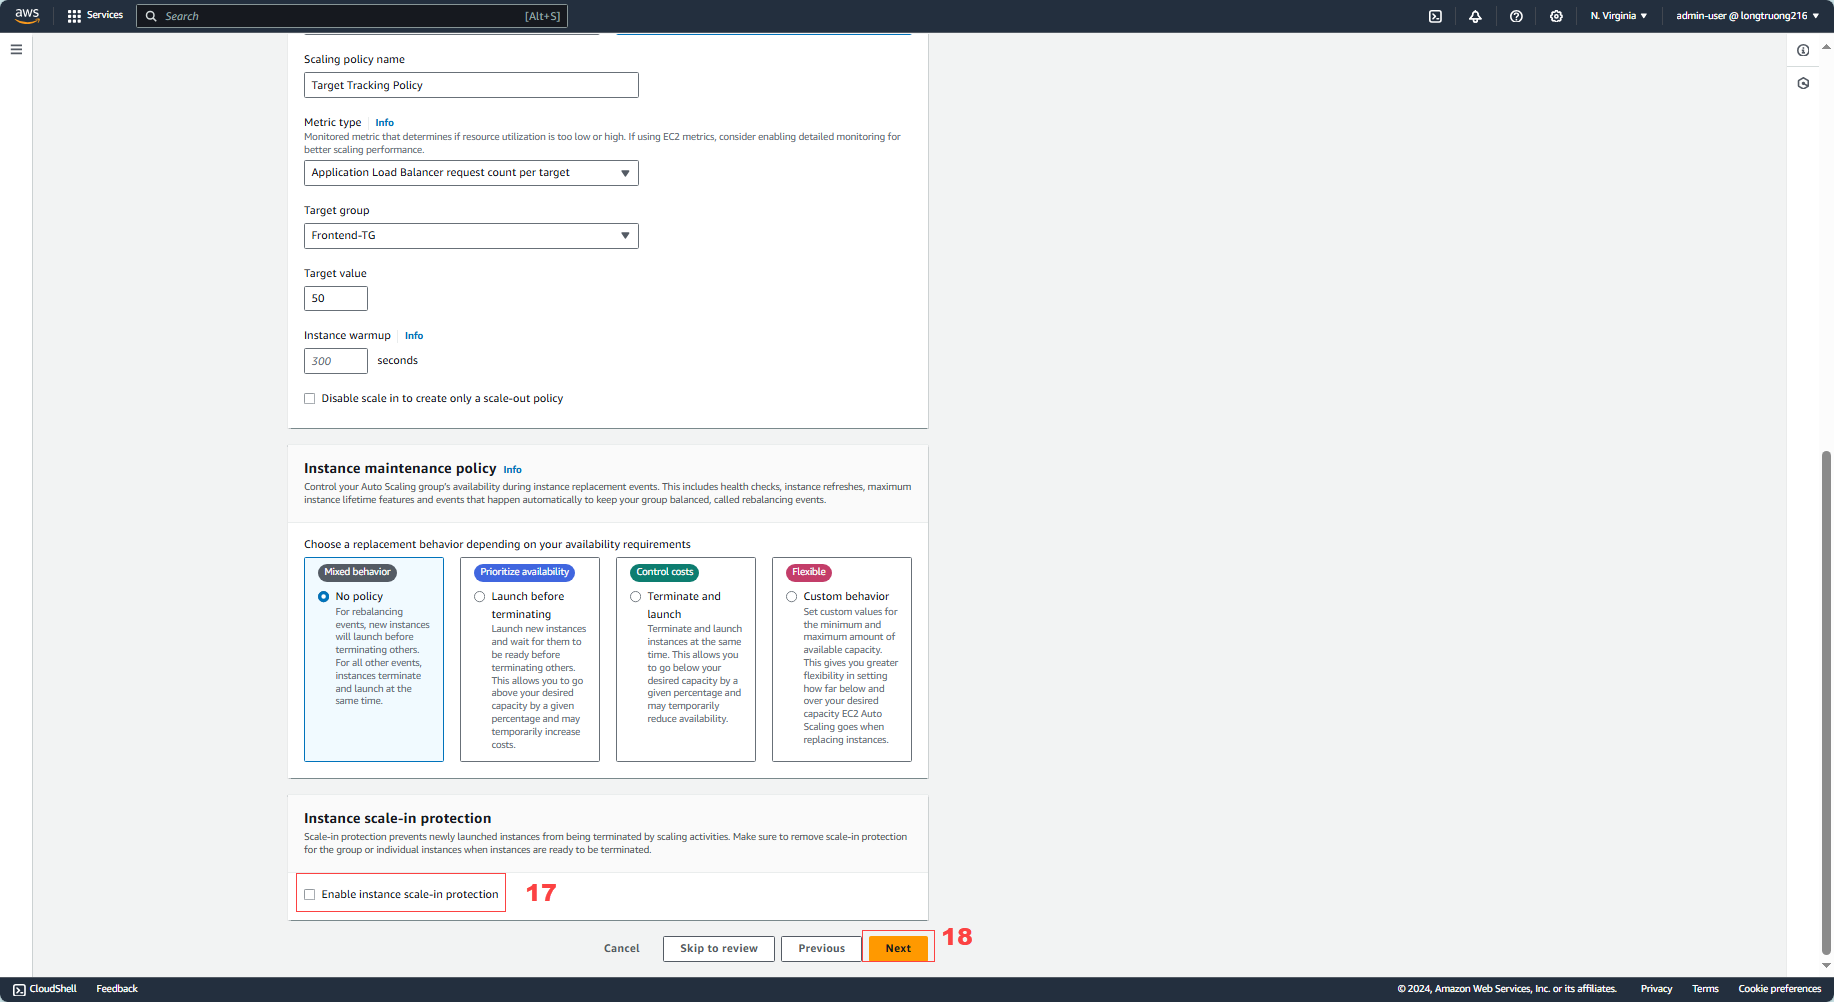 aws
Services
Search
[Alt+S]
N. Virginia
admin-user @ longtruong216
Scaling policy name
Target Tracking Policy
Metric type Info
Monitored metric that determines if resource utilization is too low or high. If using EC2 metrics, consider enabling detailed monitoring for
better scaling performance.
Application Load Balancer request count per target
Target group
Frontend-TG
Target value
50
Instance warmup Info
300 seconds
Disable scale in to create only a scale-out policy
Instance maintenance policy Info
Control your Auto Scaling group's availability during instance replacement events. This includes health checks, instance refreshes, maximum
instance lifetime features and events that happen automatically to keep your group balanced, called rebalancing events.
Choose a replacement behavior depending on your availability requirements
Mixed behavior
No policy
For rebalancing
events, new instances
will launch before
terminating others.
For all other events,
instances terminate
and launch at the
same time.
Prioritize availability
Launch before
terminating
Launch new instances
and wait for them to
be ready before
terminating others.
This allows you to go
above your desired
capacity by a given
percentage and may
temporarily increase
costs.
Control costs
Terminate and
launch
Terminate and launch
instances at the same
time. This allows you
to go below your
desired capacity by a
given percentage and
may temporarily
reduce availability.
Flexible
Custom behavior
Set custom values for
the minimum and
maximum amount of
available capacity.
This gives you greater
flexibility in setting
how far below and
over your desired
capacity EC2 Auto
Scaling goes when
replacing instances.
Instance scale-in protection
Scale-in protection prevents newly launched instances from being terminated by scaling activities. Make sure to remove scale-in protection
for the group or individual instances when instances are ready to be terminated.
Enable instance scale-in protection
17
Cancel
Skip to review
Previous
Next
18
CloudShell
Feedback
© 2024, Amazon Web Services, Inc. or its affiliates.
Privacy
Terms
Cookie preferences